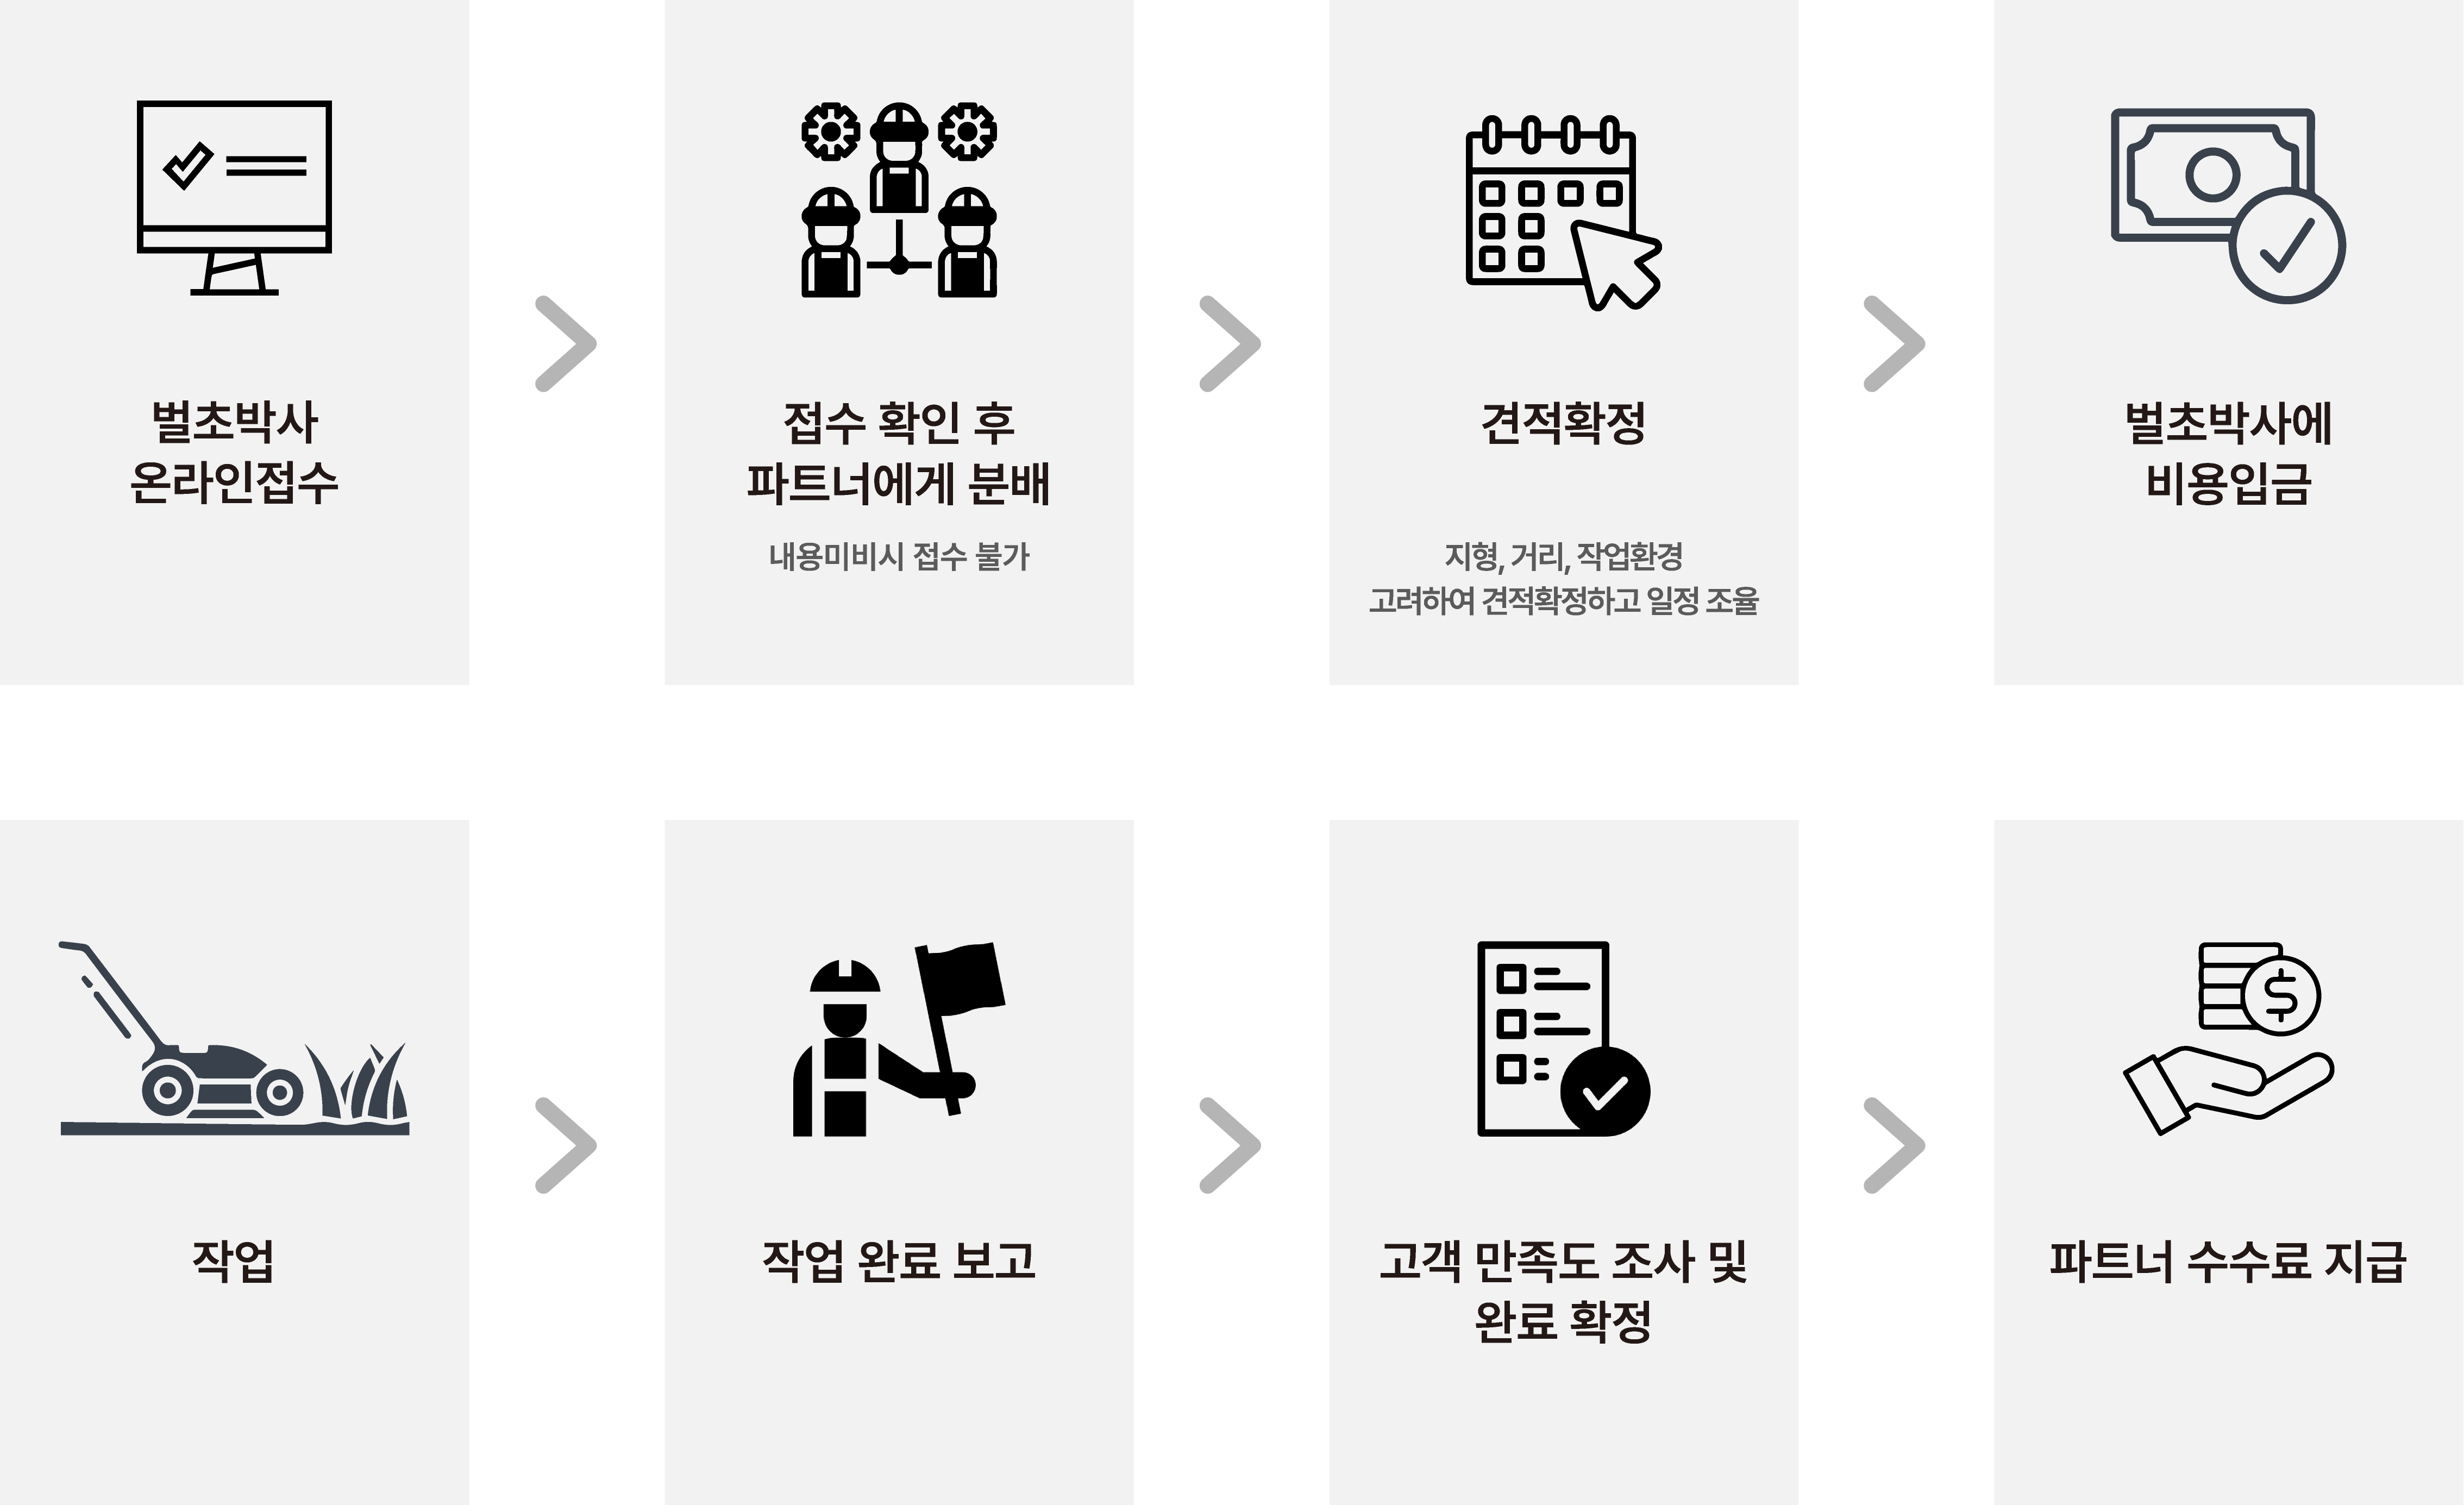 벌초박사
온라인접수
접수 확인 후
파트너에게 분배
내용미비시 접수 불가
견적확정
지형, 거리, 작업환경
고려하여 견적확정하고 일정 조율
벌초박사에
비용입금
작업
작업 완료 보고
고객 만족도 조사 및
완료 확정
파트너 수수료 지급